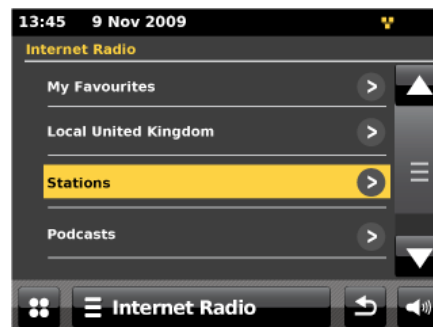 13:45 9 Nov 2009
Internet Radio
My Favourites
Local United Kingdom
Stations
Podcasts
Internet Radio